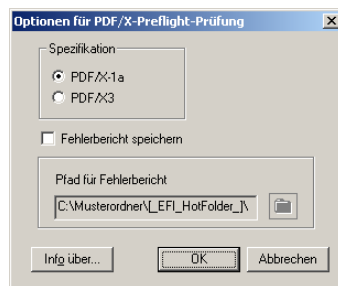 Optionen für PDF/X-Preflight-Prüfung
Spezifikation
PDF/X-1a
PDF/X3
Fehlerbericht speichern
Pfad für Fehlerbericht
C:\Musterordner\[_EFI_HotFolder_]\
Info über... OK Abbrechen